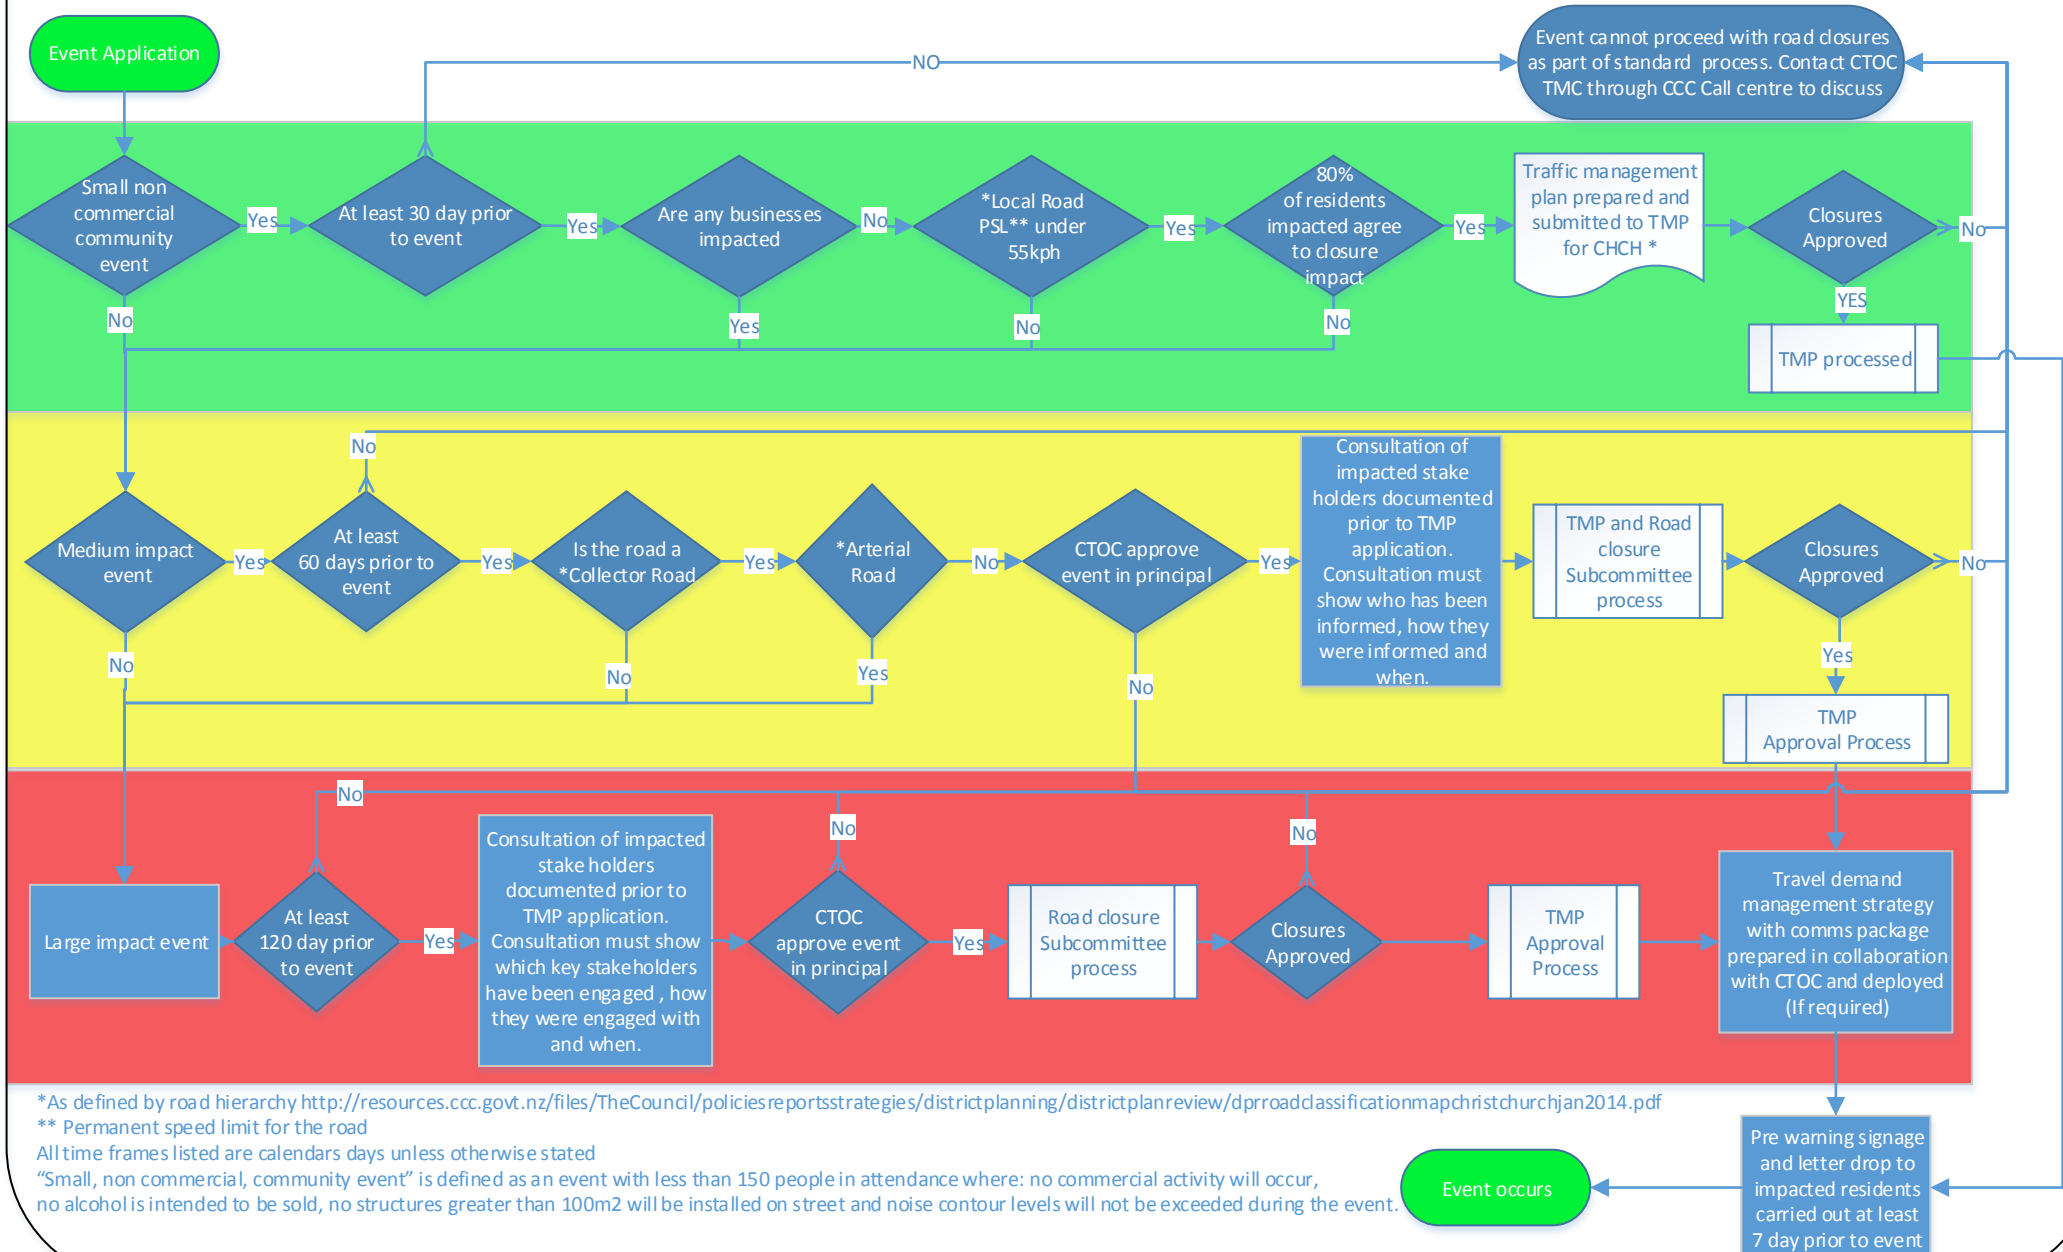 Event Application
NO
Event cannot proceed with road closures
as part of standard process. Contact CTOC
TMC through CCC Call centre to discuss
Small non
commercial
community
event
Yes
No
At least 30 day prior
to event
Yes
Are any businesses
impacted
No
Yes
*Local Road
PSL** under
55kph
Yes
No
80%
of residents
impacted agree
to closure
impact
Yes
No
Traffic management
plan prepared and
submitted to TMP
for CHCH *
Closures
Approved
No
YES
TMP processed
Medium impact
event
Yes
No
At least
60 days prior to
event
No
Yes
Is the road a
*Collector Road
Yes
No
*Arterial
Road
No
Yes
CTOC approve
event in principal
Yes
No
Consultation of
impacted stake
holders documented
prior to TMP
application.
Consultation must
show who has been
informed, how they
were informed and
when.
TMP and Road
closure
Subcommittee
process
Closures
Approved
No
Yes
TMP
Approval Process
Large impact event
At least
120 day prior
to event
No
Yes
Consultation of impacted
stake holders
documented prior to
TMP application.
Consultation must show
which key stakeholders
have been engaged , how
they were engaged with
and when.
CTOC
approve event
in principal
No
Yes
Road closure
Subcommittee
process
Closures
Approved
No
TMP
Approval
Process
Travel demand
management strategy
with comms package
prepared in collaboration
with CTOC and deployed
(If required)
*As defined by road hierarchy http://resources.ccc.govt.nz/files/TheCouncil/policiesreportsstrategies/districtplanning/districtplanreview/dprroadclassificationmapchristchurchjan2014.pdf
** Permanent speed limit for the road
All time frames listed are calendars days unless otherwise stated
“Small, non commercial, community event” is defined as an event with less than 150 people in attendance where: no commercial activity will occur,
no alcohol is intended to be sold, no structures greater than 100m2 will be installed on street and noise contour levels will not be exceeded during the event.
Event occurs
Pre warning signage
and letter drop to
impacted residents
carried out at least
7 day prior to event